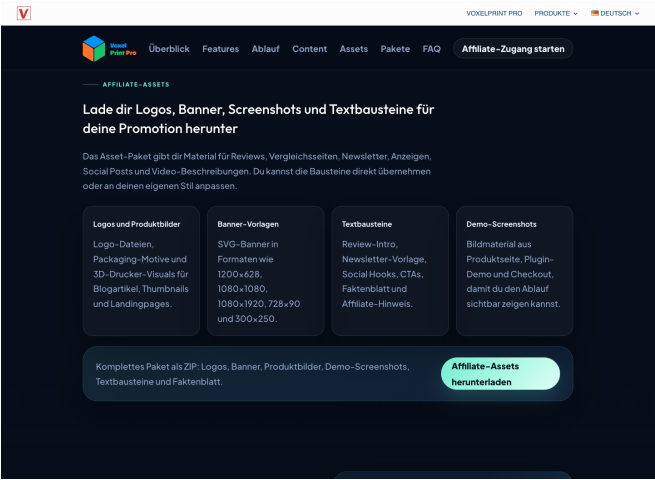 V
VOXELPRINT PRO PRODUKTE DEUTSCH
Voxel
Print Pro
Überblick Features Ablauf Content Assets Pakete FAQ Affiliate-Zugang starten
AFFILIATE-ASSETS
Lade dir Logos, Banner, Screenshots und Textbausteine für
deine Promotion herunter
Das Asset-Paket gibt dir Material für Reviews, Vergleichsseiten, Newsletter, Anzeigen,
Social Posts und Video-Beschreibungen. Du kannst die Bausteine direkt übernehmen
oder an deinen eigenen Stil anpassen.
Logos und Produktbilder
Logo-Dateien,
Packaging-Motive und
3D-Drucker-Visuals für
Blogartikel, Thumbnails
und Landingpages.
Banner-Vorlagen
SVG-Banner in
Formaten wie
1200×628,
1080×1080,
1080×1920, 728×90
und 300×250.
Textbausteine
Review-Intro,
Newsletter-Vorlage,
Social Hooks, CTAs,
Faktenblatt und
Affiliate-Hinweis.
Demo-Screenshots
Bildmaterial aus
Produktseite, Plugin-
Demo und Checkout,
damit du den Ablauf
sichtbar zeigen kannst.
Komplettes Paket als ZIP: Logos, Banner, Produktbilder, Demo-Screenshots,
Textbausteine und Faktenblatt.
Affiliate-Assets
herunterladen